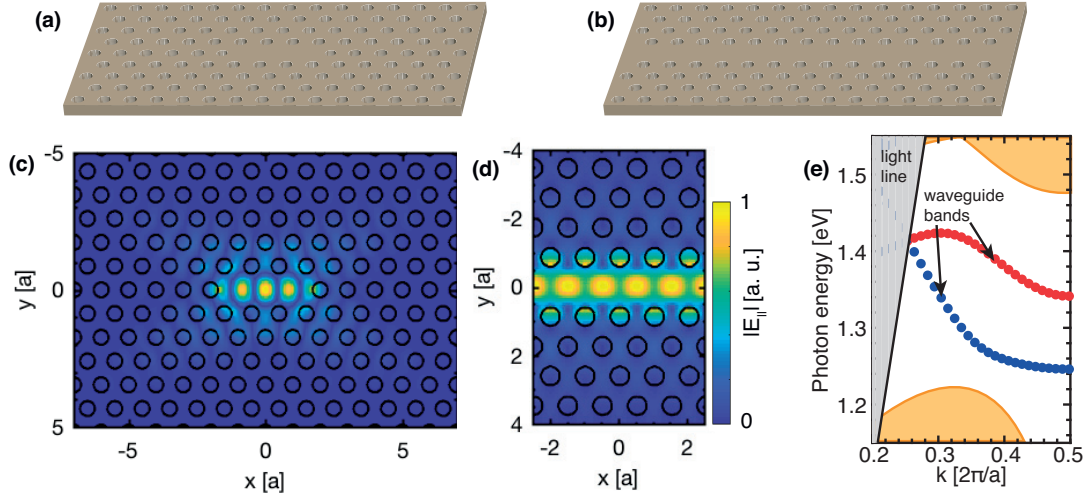 (a)
(b)
(c)
-5
0
5
y [a]
-5
0
5
x [a]
(d)
-4
-2
0
2
4
y [a]
-2
0
2
x [a]
1
0
|E|| | [a. u.]
(e)
light
line
waveguide
bands
1.5
1.4
1.3
1.2
Photon energy [eV]
0.2
0.3
0.4
0.5
k [2π/a]